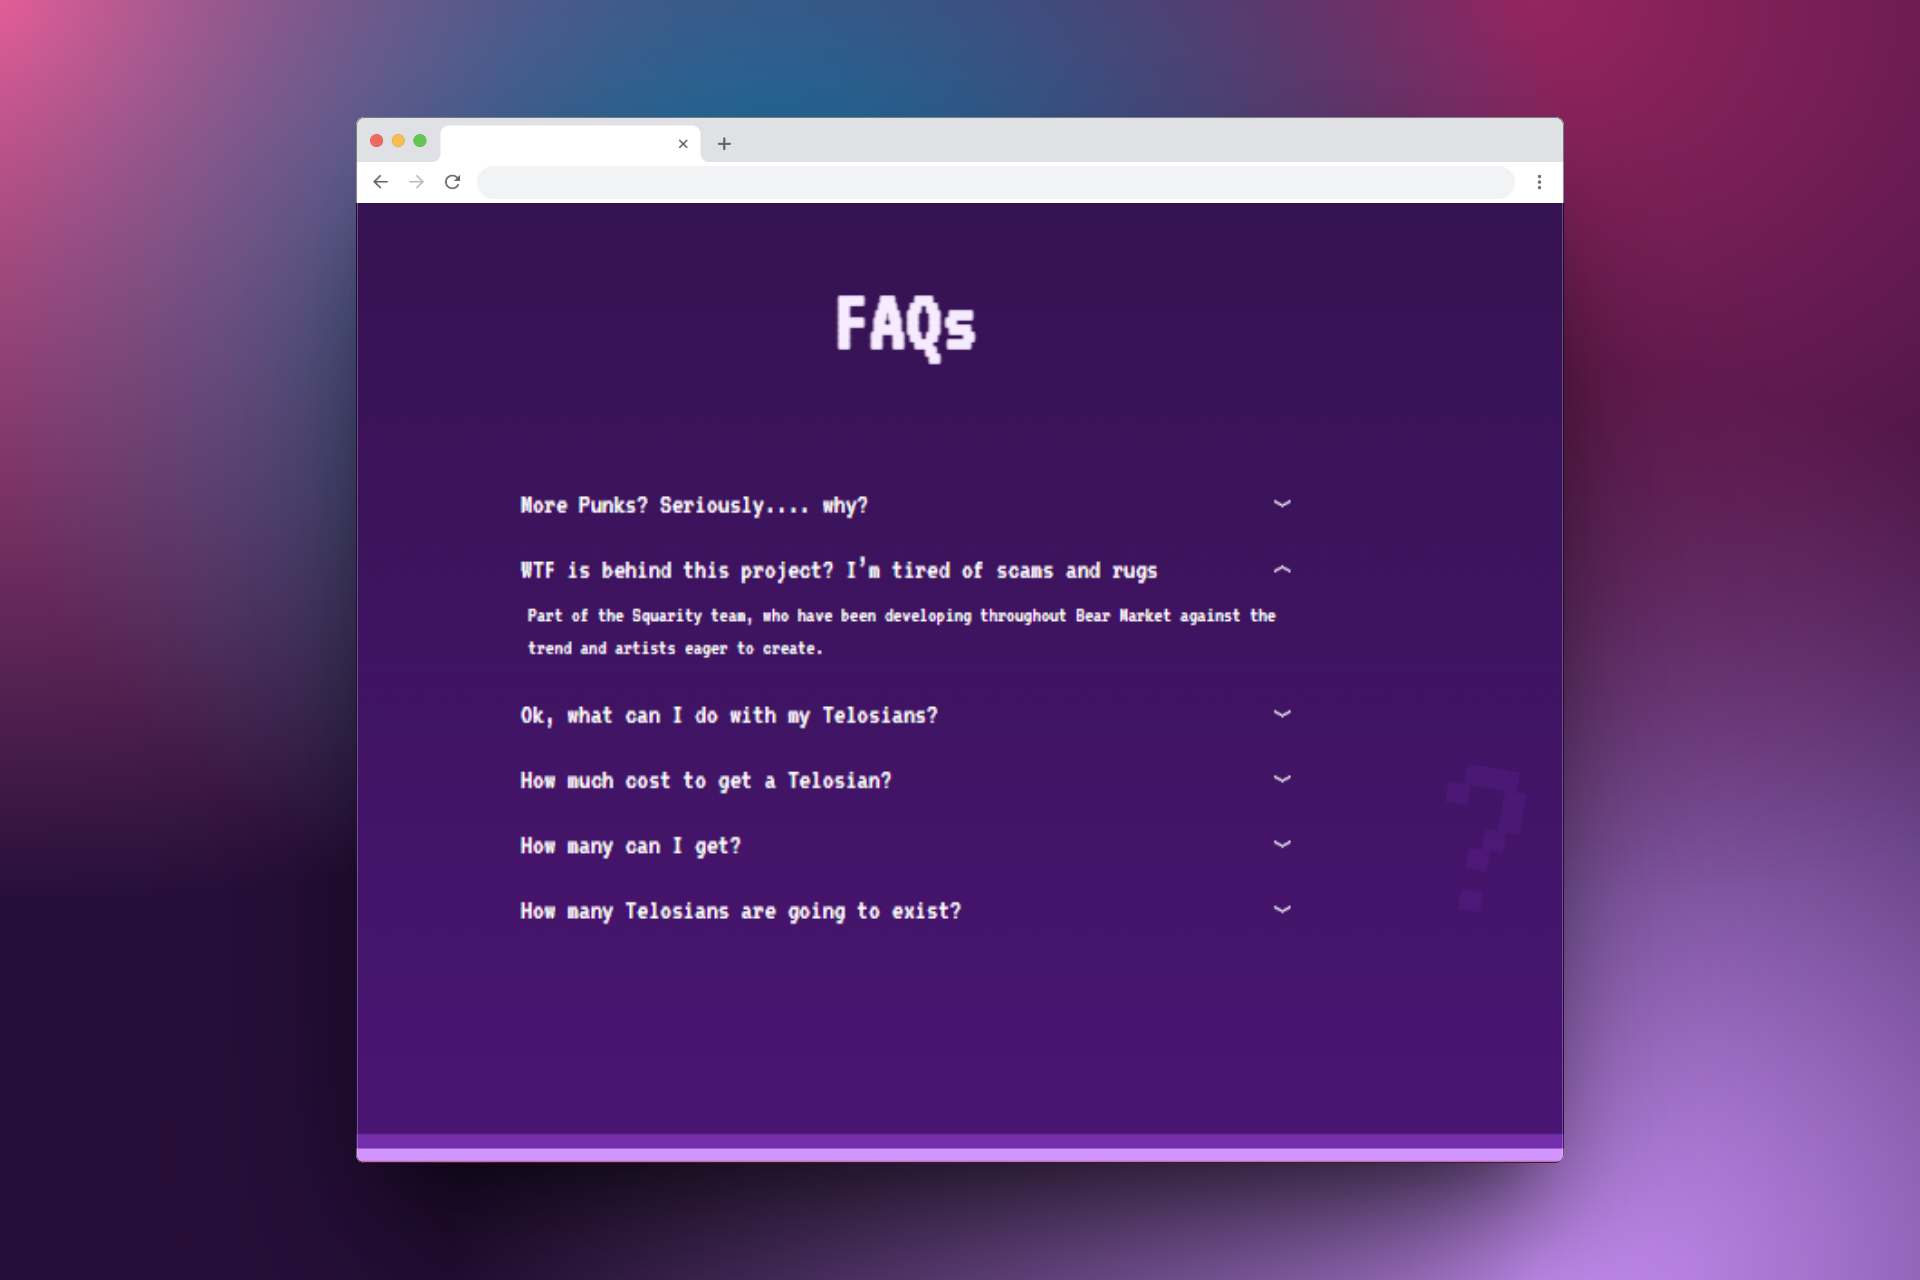 FAQs
More Punks? Seriously.... why?
WTF is behind this project? I'm tired of scams and rugs
Part of the Squarity team, who have been developing throughout Bear Market against the
trend and artists eager to create.
Ok, what can I do with my Telosians?
How much cost to get a Telosian?
How many can I get?
How many Telosians are going to exist?
?